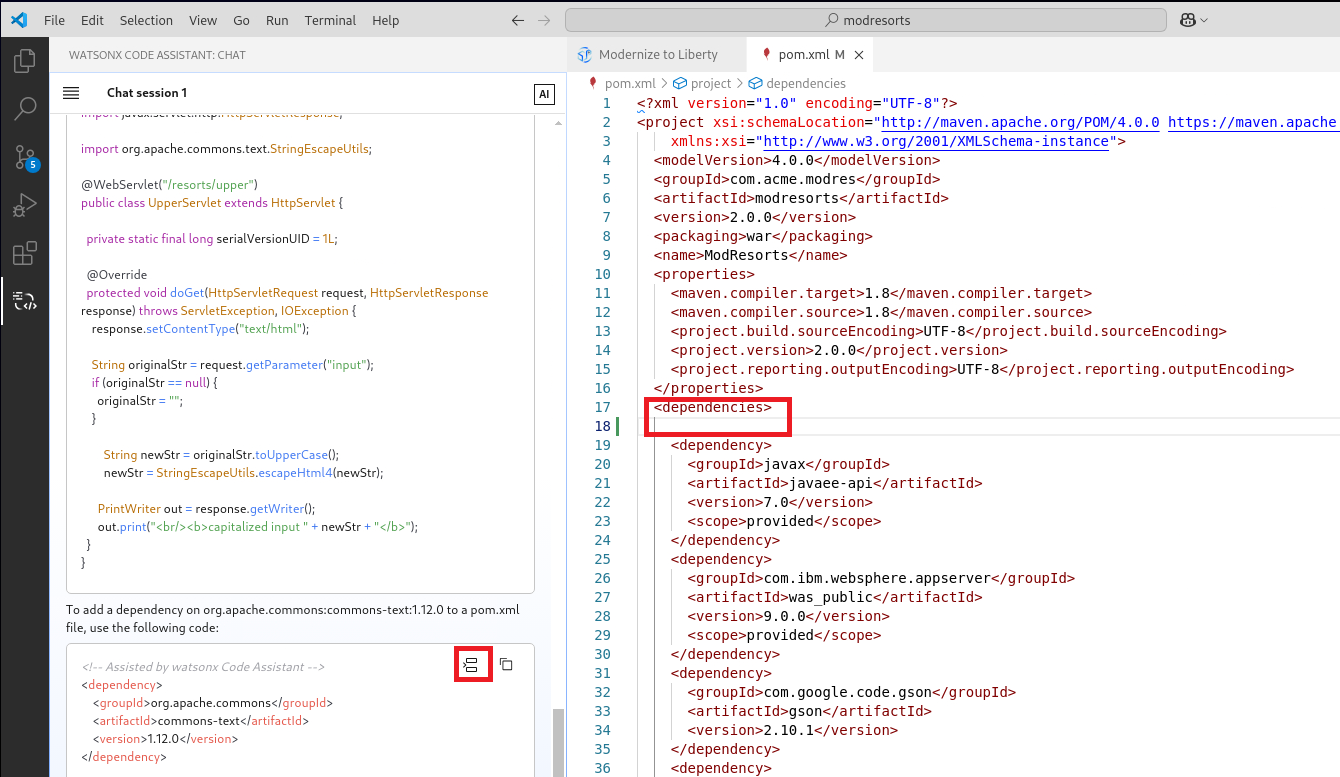 File Edit Selection View Go Run Terminal Help
modresorts
WATSONX CODE ASSISTANT: CHAT
Chat session 1
AI
import javax.servlet.http.HttpServletResponse;
import org.apache.commons.text.StringEscapeUtils;
@WebServlet("/resorts/upper")
public class UpperServlet extends HttpServlet {
private static final long serialVersionUID = 1L;
@Override
protected void doGet(HttpServletRequest request, HttpServletResponse
response) throws ServletException, IOException {
response.setContentType("text/html");
String originalStr = request.getParameter("input");
if (originalStr == null) {
originalStr = "";
}
String newStr = originalStr.toUpperCase();
newStr = StringEscapeUtils.escapeHtml4(newStr);
PrintWriter out = response.getWriter();
out.print("<br/><b>capitalized input " + newStr + "</b>");
}
}
To add a dependency on org.apache.commons:commons-text:1.12.0 to a pom.xml
file, use the following code:
<!-- Assisted by watsonx Code Assistant -->
<dependency>
<groupId>org.apache.commons</groupId>
<artifactId>commons-text</artifactId>
<version>1.12.0</version>
</dependency>
5
Modernize to Liberty
pom.xml M
pom.xml > project > dependencies
1 <?xml version="1.0" encoding="UTF-8"?>
2 <project xsi:schemaLocation="http://maven.apache.org/POM/4.0.0 https://maven.apache
3 xmlns:xsi="http://www.w3.org/2001/XMLSchema-instance">
4 <modelVersion>4.0.0</modelVersion>
5 <groupId>com.acme.modres</groupId>
6 <artifactId>modresorts</artifactId>
7 <version>2.0.0</version>
8 <packaging>war</packaging>
9 <name>ModResorts</name>
10 <properties>
11 <maven.compiler.target>1.8</maven.compiler.target>
12 <maven.compiler.source>1.8</maven.compiler.source>
13 <project.build.sourceEncoding>UTF-8</project.build.sourceEncoding>
14 <project.version>2.0.0</project.version>
15 <project.reporting.outputEncoding>UTF-8</project.reporting.outputEncoding>
16 </properties>
17 <dependencies>
18
19 <dependency>
20 <groupId>javax</groupId>
21 <artifactId>javaee-api</artifactId>
22 <version>7.0</version>
23 <scope>provided</scope>
24 </dependency>
25 <dependency>
26 <groupId>com.ibm.websphere.appserver</groupId>
27 <artifactId>was_public</artifactId>
28 <version>9.0.0</version>
29 <scope>provided</scope>
30 </dependency>
31 <dependency>
32 <groupId>com.google.code.gson</groupId>
33 <artifactId>gson</artifactId>
34 <version>2.10.1</version>
35 </dependency>
36 <dependency>